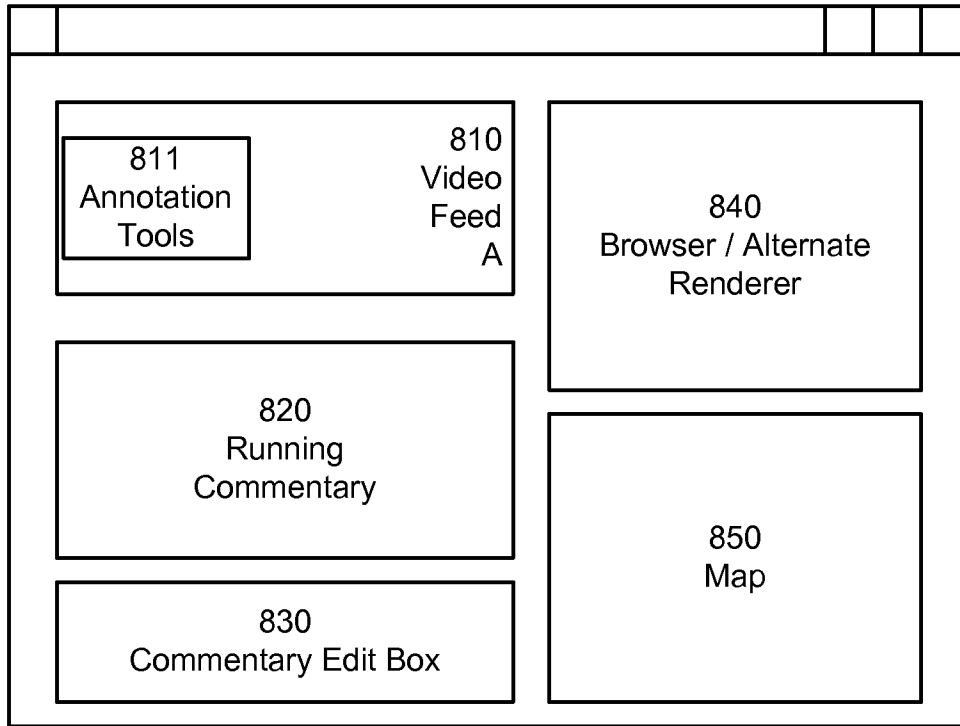 811
Annotation
Tools
810
Video
Feed
A
820
Running
Commentary
830
Commentary Edit Box
840
Browser / Alternate
Renderer
850
Map